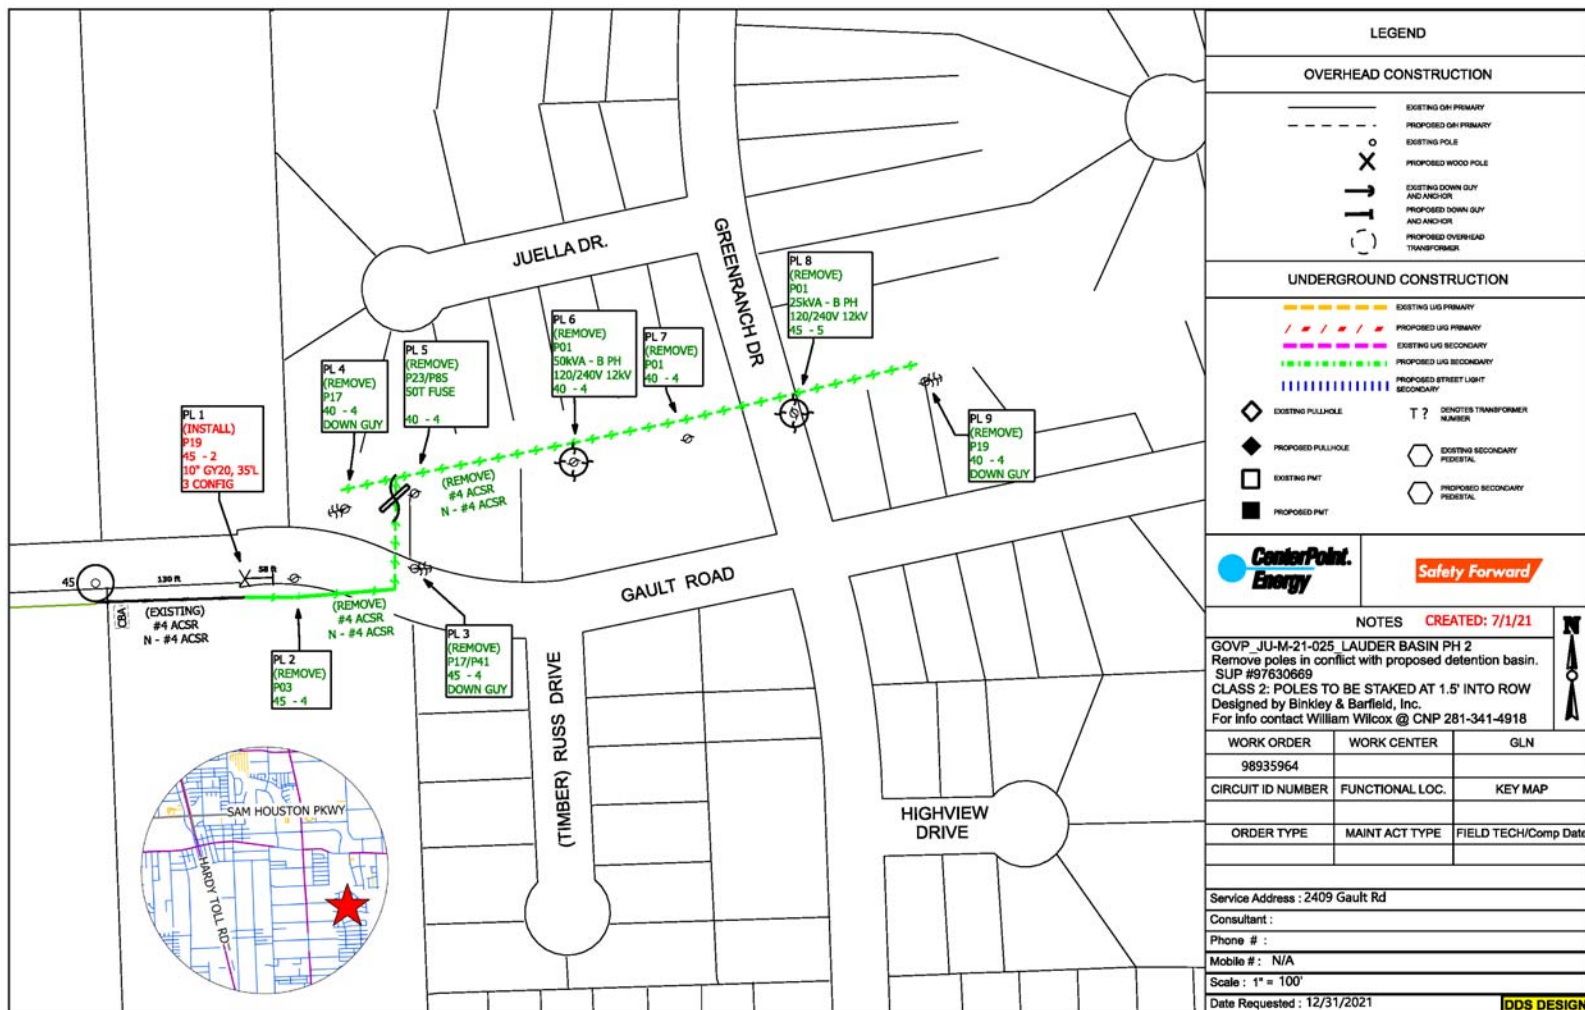 JUELLA DR.
GREENRANCH DR
PL 8
(REMOVE)
P01
25kVA - B PH
120/240V 12kV
45 - 5
PL 6
(REMOVE)
P01
50kVA - B PH
120/240V 12kV
40 - 4
PL 7
(REMOVE)
P01
40 - 4
PL 5
(REMOVE)
P23/P85
50T FUSE
40 - 4
PL 4
(REMOVE)
P17
40 - 4
DOWN GUY
PL 1
(INSTALL)
P19
45 - 2
10" GY20, 35'L
3 CONFIG
PL 9
(REMOVE)
P19
40 - 4
DOWN GUY
(REMOVE)
#4 ACSR
N - #4 ACSR
45
130 ft
58 ft
CBA
(EXISTING)
#4 ACSR
N - #4 ACSR
(REMOVE)
#4 ACSR
N - #4 ACSR
GAULT ROAD
PL 2
(REMOVE)
P03
45 - 4
PL 3
(REMOVE)
P17/P41
45 - 4
DOWN GUY
(TIMBER) RUSS DRIVE
HIGHVIEW
DRIVE
SAM HOUSTON PKWY
HARDY TOLL RD
LEGEND
OVERHEAD CONSTRUCTION
EXISTING O/H PRIMARY
PROPOSED O/H PRIMARY
EXISTING POLE
PROPOSED WOOD POLE
EXISTING DOWN GUY
AND ANCHOR
PROPOSED DOWN GUY
AND ANCHOR
PROPOSED OVERHEAD
TRANSFORMER
UNDERGROUND CONSTRUCTION
EXISTING U/G PRIMARY
PROPOSED U/G PRIMARY
EXISTING U/G SECONDARY
PROPOSED U/G SECONDARY
PROPOSED STREET LIGHT
SECONDARY
EXISTING PULLHOLE
T ? DENOTES TRANSFORMER
NUMBER
PROPOSED PULLHOLE
EXISTING SECONDARY
PEDESTAL
EXISTING PMT
PROPOSED SECONDARY
PEDESTAL
PROPOSED PMT
CenterPoint.
Energy
Safety Forward
NOTES CREATED: 7/1/21
N
GOVP_JU-M-21-025_LAUDER BASIN PH 2
Remove poles in conflict with proposed detention basin.
SUP #97630669
CLASS 2: POLES TO BE STAKED AT 1.5' INTO ROW
Designed by Binkley & Barfield, Inc.
For info contact William Wilcox @ CNP 281-341-4918
WORK ORDER WORK CENTER GLN
98935964
CIRCUIT ID NUMBER FUNCTIONAL LOC. KEY MAP
ORDER TYPE MAINT ACT TYPE FIELD TECH/Comp Date
Service Address : 2409 Gault Rd
Consultant :
Phone # :
Mobile # : N/A
Scale : 1" = 100'
Date Requested : 12/31/2021
DDS DESIGN